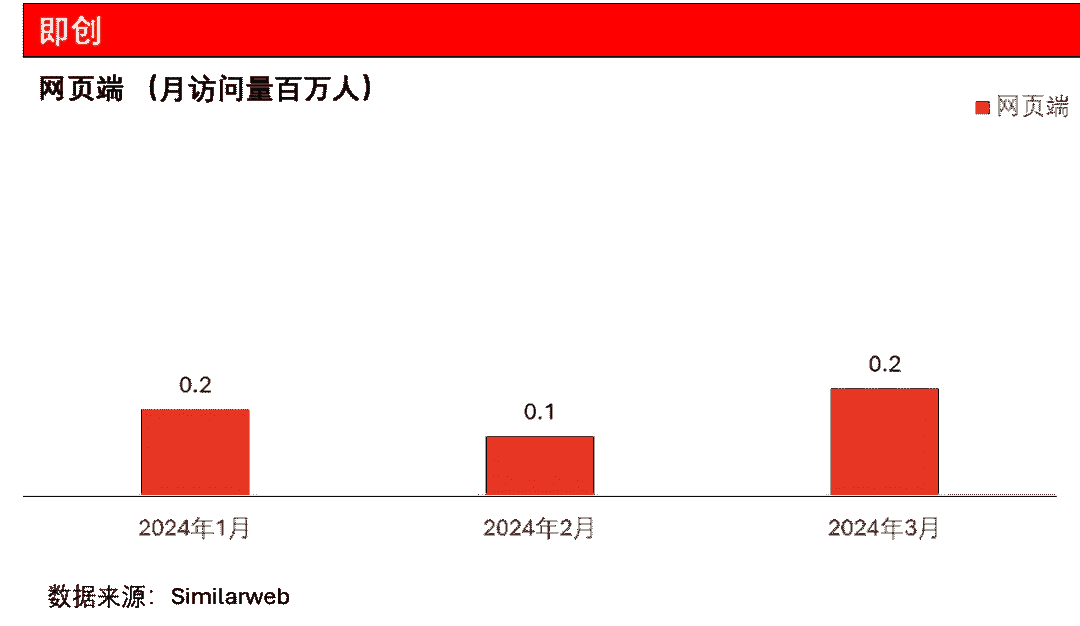 即创
网页端 （月访问量百万人）
网页端
0.2
0.1
0.2
2024年1月
2024年2月
2024年3月
数据来源：Similarweb